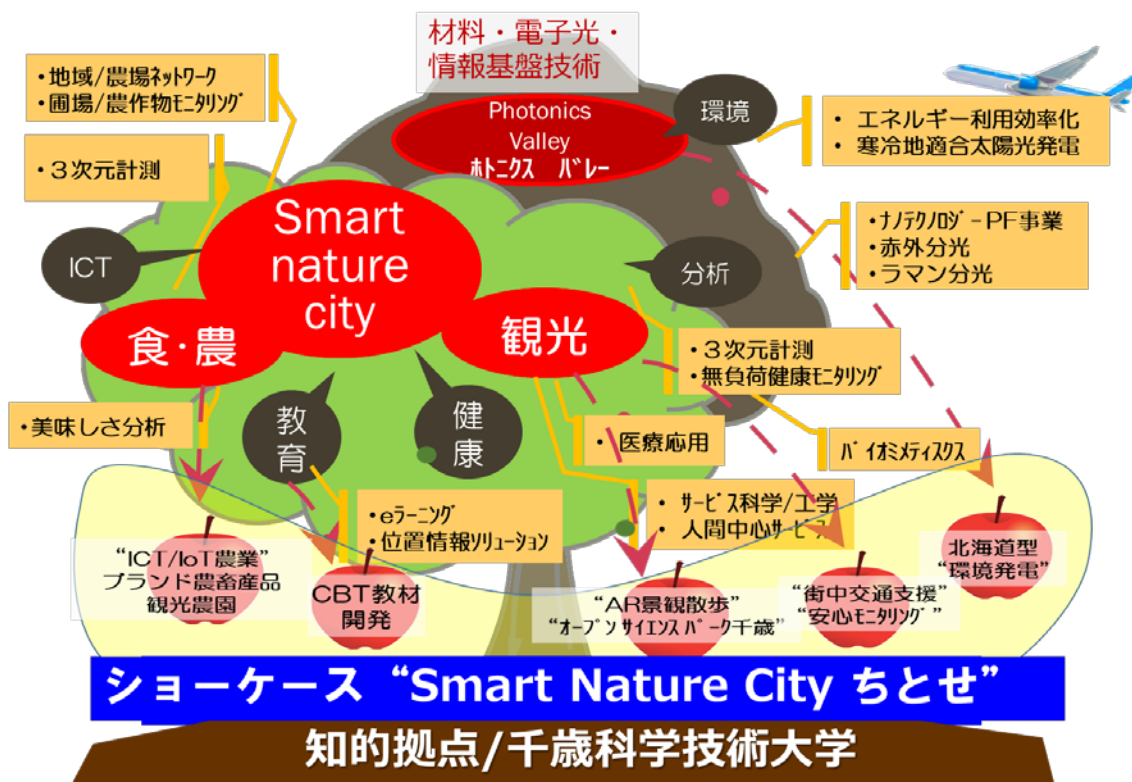 材料・電子光・
情報基盤技術
・地域/農場ネットワーク
・圃場/農作物モニタリング
Photonics
Valley
ホトニクス バレー
環境
・ エネルギー利用効率化
・ 寒冷地適合太陽光発電
・３次元計測
Smart
nature
city
ICT
分析
・ナノテクノロジーPF事業
・赤外分光
・ラマン分光
食・農
観光
・３次元計測
・無負荷健康モニタリング
・美味しさ分析
教育
健康
・ 医療応用
バイオミメティスクス
・eラーニング
・位置情報ソリューション
・ サービス科学/工学
・ 人間中心サービス
“ICT/IoT農業”
ブランド農畜産品
観光農園
CBT教材
開発
“AR景観散歩”
“オープンサイエンスパーク千歳”
“街中交通支援”
“安心モニタリング”
北海道型
“環境発電”
ショーケース“Smart Nature City ちとせ”
知的拠点/千歳科学技術大学